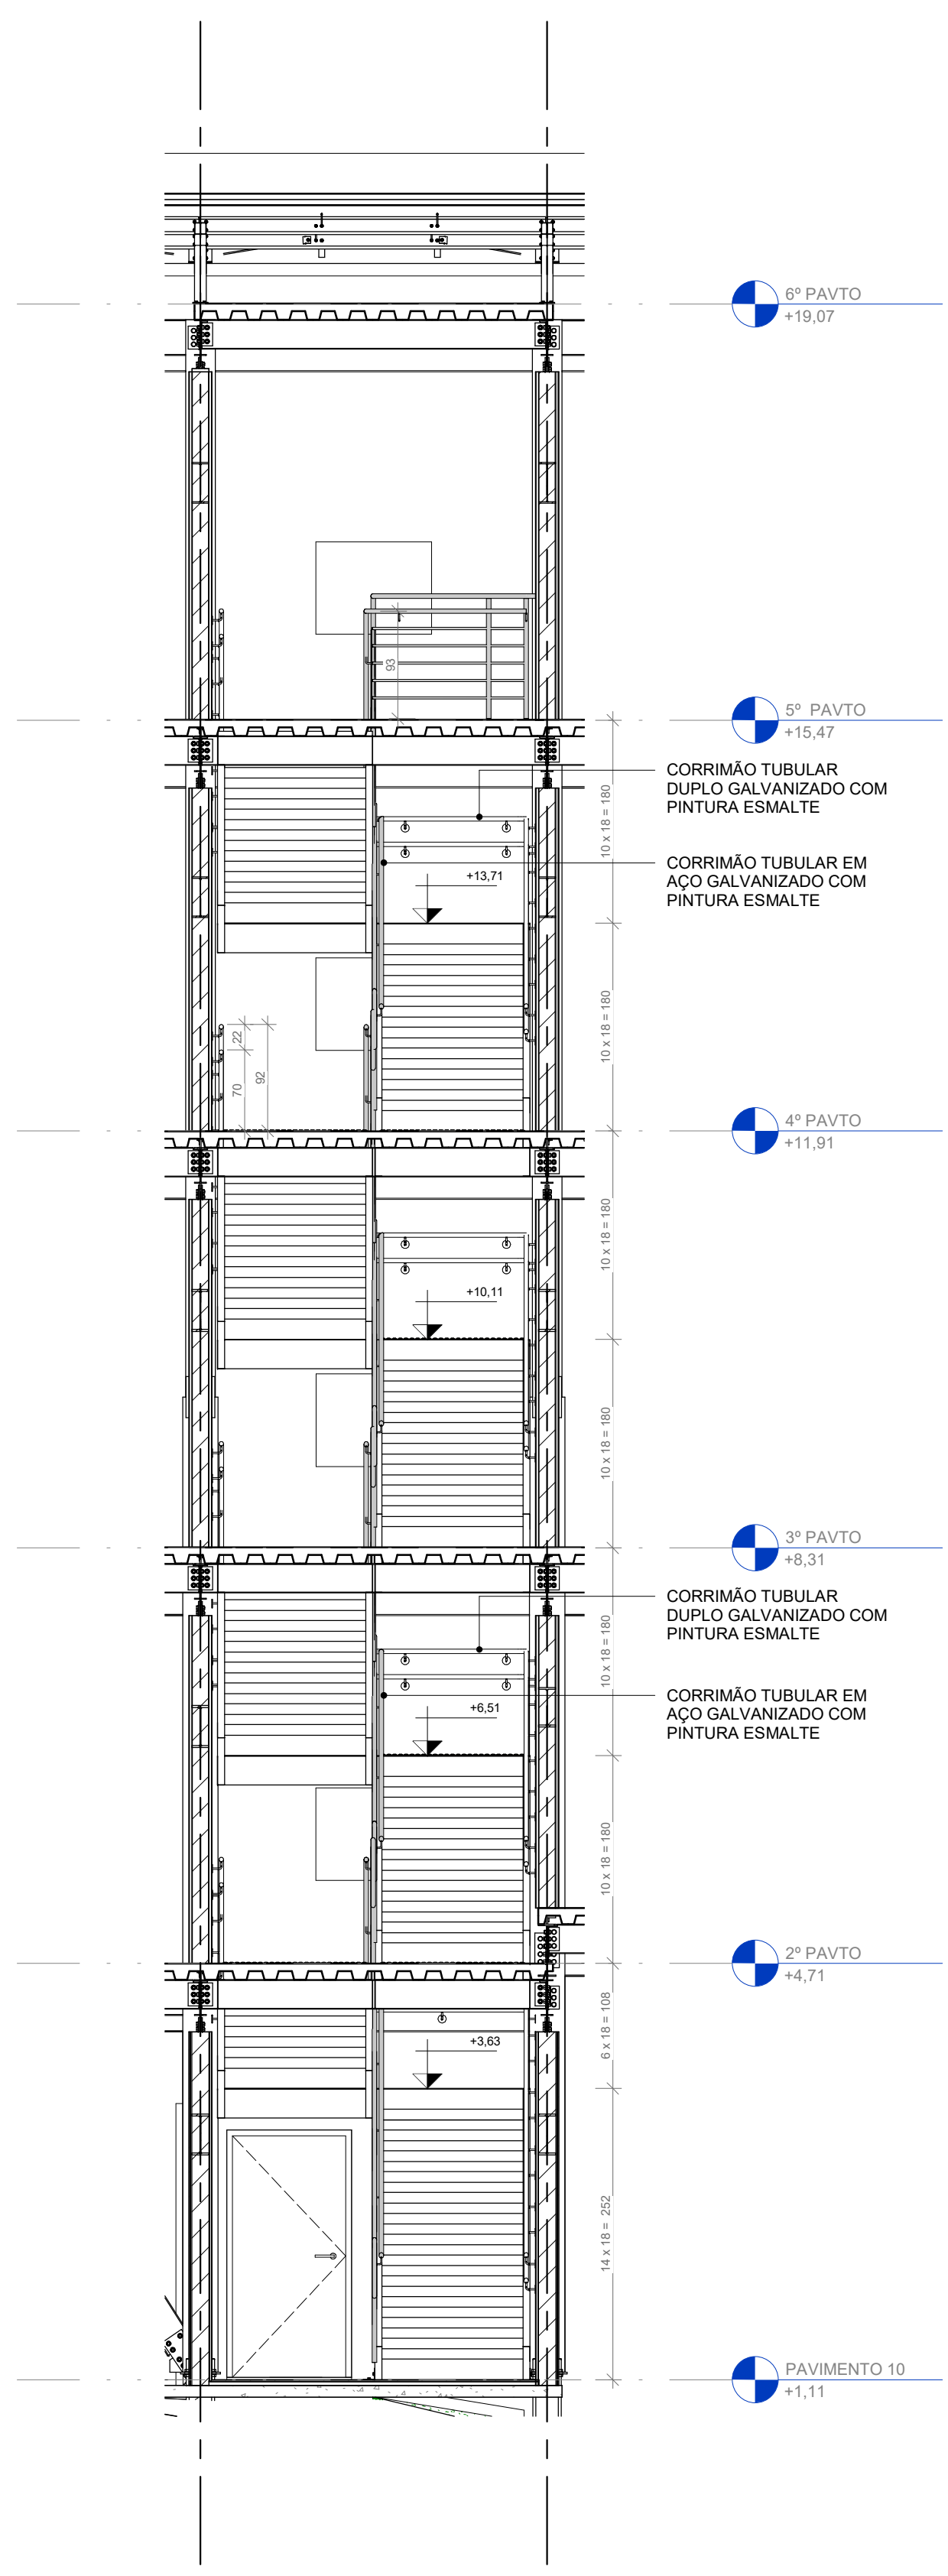 6º PAVTO
+19,07
93
5º PAVTO
+15,47
CORRIMÃO TUBULAR
DUPLO GALVANIZADO COM
PINTURA ESMALTE
10 x 18 = 180
CORRIMÃO TUBULAR EM
AÇO GALVANIZADO COM
PINTURA ESMALTE
+13,71
10 x 18 = 180
22
70
92
4º PAVTO
+11,91
10 x 18 = 180
+10,11
10 x 18 = 180
3º PAVTO
+8,31
CORRIMÃO TUBULAR
DUPLO GALVANIZADO COM
PINTURA ESMALTE
10 x 18 = 180
CORRIMÃO TUBULAR EM
AÇO GALVANIZADO COM
PINTURA ESMALTE
+6,51
10 x 18 = 180
2º PAVTO
+4,71
6 x 18 = 108
+3,63
14 x 18 = 252
PAVIMENTO 10
+1,11